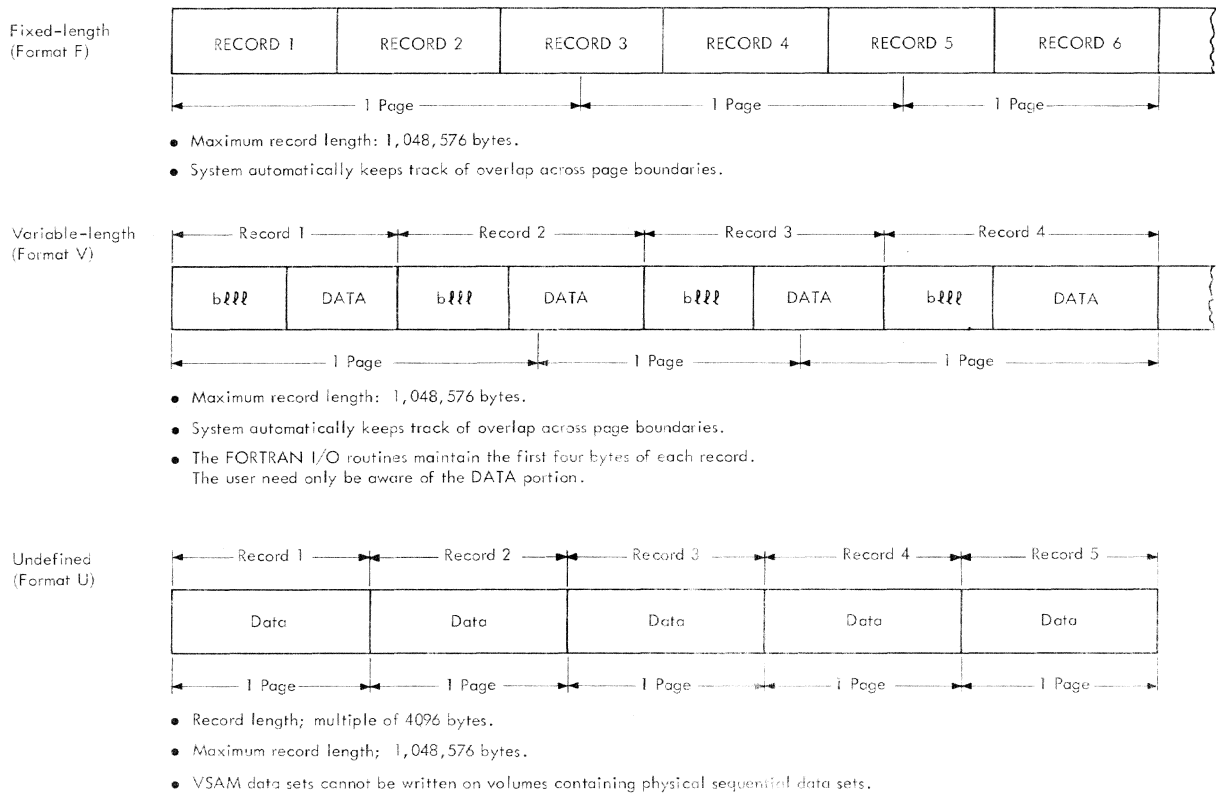 Fixed-length
(Format F)
RECORD 1 RECORD 2 RECORD 3 RECORD 4 RECORD 5 RECORD 6
1 Page 1 Page 1 Page
• Maximum record length: 1,048,576 bytes.
• System automatically keeps track of overlap across page boundaries.
Variable-length
(Format V)
Record 1 Record 2 Record 3 Record 4
bℓℓℓ DATA bℓℓℓ DATA bℓℓℓ DATA bℓℓℓ DATA
1 Page 1 Page 1 Page
• Maximum record length: 1,048,576 bytes.
• System automatically keeps track of overlap across page boundaries.
• The FORTRAN I/O routines maintain the first four bytes of each record.
The user need only be aware of the DATA portion.
Undefined
(Format U)
Record 1 Record 2 Record 3 Record 4 Record 5
Data Data Data Data Data
1 Page 1 Page 1 Page 1 Page 1 Page
• Record length; multiple of 4096 bytes.
• Maximum record length; 1,048,576 bytes.
• VSAM data sets cannot be written on volumes containing physical sequential data sets.